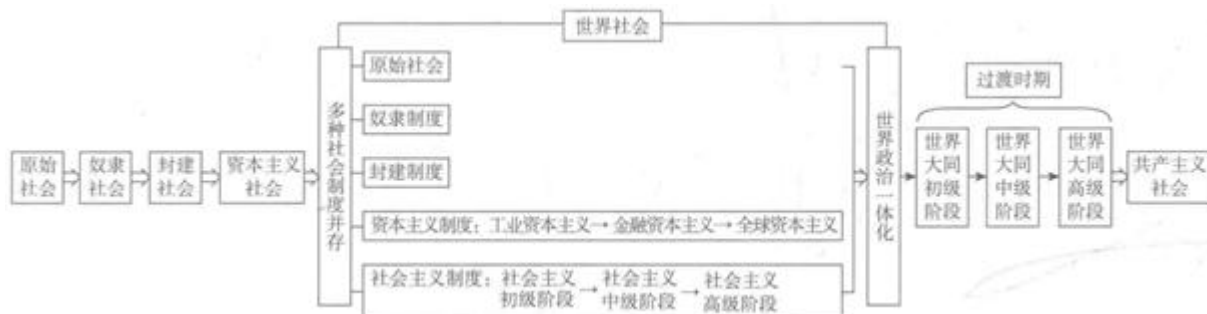 世界社会
原始社会
奴隶制度
封建制度
资本主义制度：工业资本主义→金融资本主义→全球资本主义
社会主义制度：社会主义初级阶段→社会主义中级阶段→社会主义高级阶段
原始社会
奴隶社会
封建社会
资本主义社会
多种社会制度并存
世界政治一体化
过渡时期
世界大同初级阶段
世界大同中级阶段
世界大同高级阶段
共产主义社会